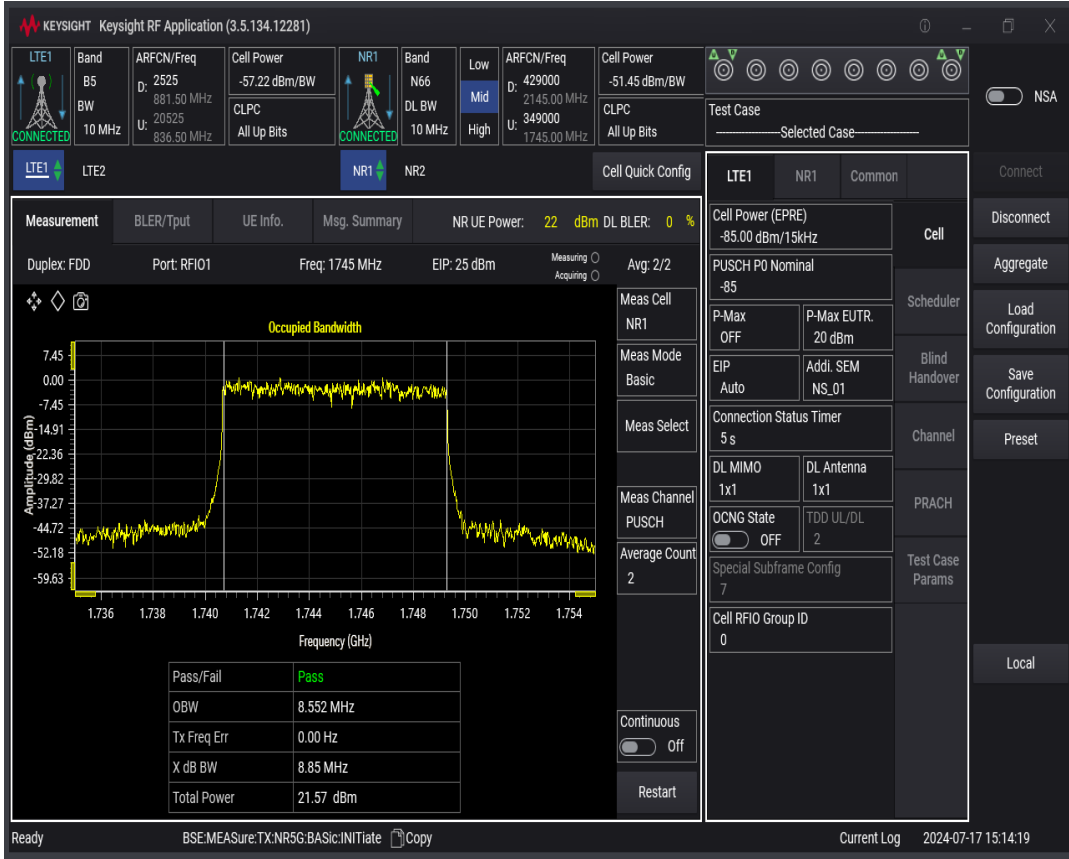 KEYSIGHT Keysight RF Application (3.5.134.12281)
LTE1
CONNECTED
Band
B5
BW
10 MHz
ARFCN/Freq
D: 2525
881.50 MHz
U: 20525
836.50 MHz
Cell Power
-57.22 dBm/BW
CLPC
All Up Bits
NR1
CONNECTED
Band
N66
DL BW
10 MHz
Low
Mid
High
ARFCN/Freq
D: 429000
2145.00 MHz
U: 349000
1745.00 MHz
Cell Power
-51.45 dBm/BW
CLPC
All Up Bits
A V A V
Test Case
--------------------Selected Case--------------------
NSA
LTE1 LTE2 NR1 NR2 Cell Quick Config
Measurement BLER/Tput UE Info. Msg. Summary NR UE Power: 22 dBm DL BLER: 0 %
Duplex: FDD Port: RFIO1 Freq: 1745 MHz EIP: 25 dBm Measuring Acquiring Avg: 2/2
Occupied Bandwidth
Amplitude (dBm)
7.45
0.00
-7.45
-14.91
-22.36
-29.82
-37.27
-44.72
-52.18
-59.63
1.736 1.738 1.740 1.742 1.744 1.746 1.748 1.750 1.752 1.754
Frequency (GHz)
Pass/Fail Pass
OBW 8.552 MHz
Tx Freq Err 0.00 Hz
X dB BW 8.85 MHz
Total Power 21.57 dBm
Meas Cell
NR1
Meas Mode
Basic
Meas Select
Meas Channel
PUSCH
Average Count
2
Continuous
Off
Restart
LTE1 NR1 Common
Cell Power (EPRE)
-85.00 dBm/15kHz
PUSCH P0 Nominal
-85
P-Max
OFF
P-Max EUTR.
20 dBm
EIP
Auto
Addi. SEM
NS_01
Connection Status Timer
5 s
DL MIMO
1x1
DL Antenna
1x1
OCNG State
OFF
TDD UL/DL
2
Special Subframe Config
7
Cell RFIO Group ID
0
Cell
Scheduler
Blind
Handover
Channel
PRACH
Test Case
Params
Connect
Disconnect
Aggregate
Load
Configuration
Save
Configuration
Preset
Local
Ready BSE:MEASure:TX:NR5G:BASic:INITiate Copy Current Log 2024-07-17 15:14:19